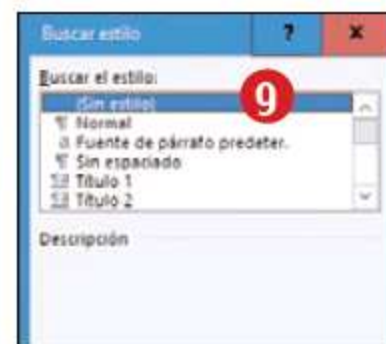 Buscar estilo ? x
Buscar el estilo:
(Sin estilo)
9
¶ Normal
a Fuente de párrafo predeter.
¶ Sin espaciado
¶a Título 1
¶a Título 2
Descripción